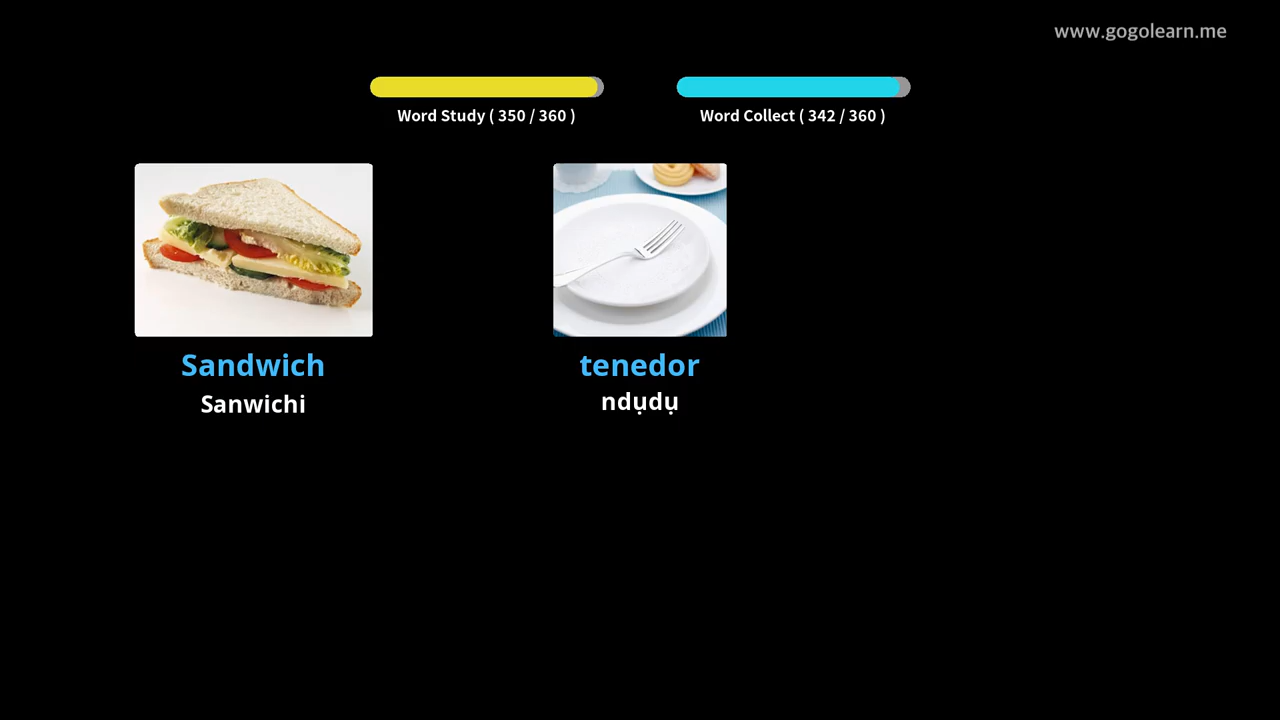 www.gogolearn.me
Word Study ( 350 / 360 )
Word Collect ( 342 / 360 )
Sandwich
Sanwichi
tenedor
ndụdụ